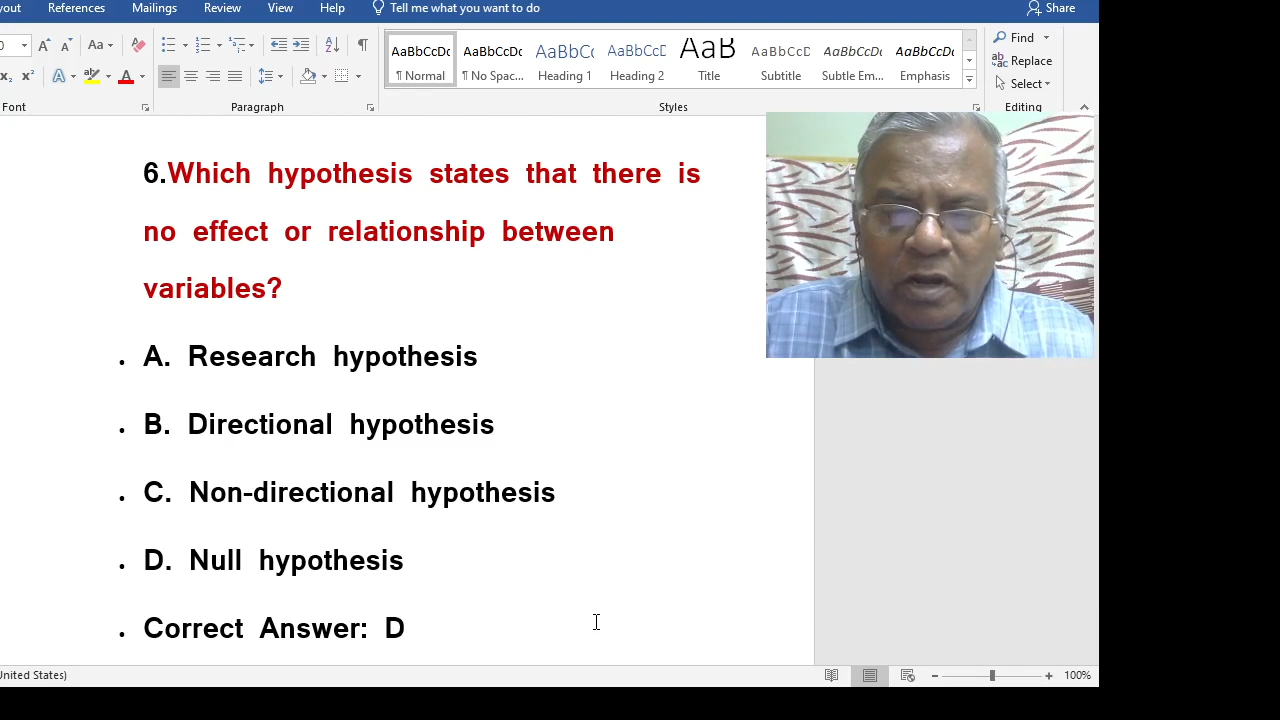 yout References Mailings Review View Help Tell me what you want to do Share
Aa
AaBbCcDc AaBbCcDc AaBbCc AaBbCcD AaB AaBbCcD AaBbCcDc AaBbCcDc
¶ Normal ¶ No Spac... Heading 1 Heading 2 Title Subtitle Subtle Em... Emphasis
Find
Replace
Select
Font Paragraph Styles Editing
6.Which hypothesis states that there is
no effect or relationship between
variables?
A. Research hypothesis
B. Directional hypothesis
C. Non-directional hypothesis
D. Null hypothesis
Correct Answer: D
United States) 100%